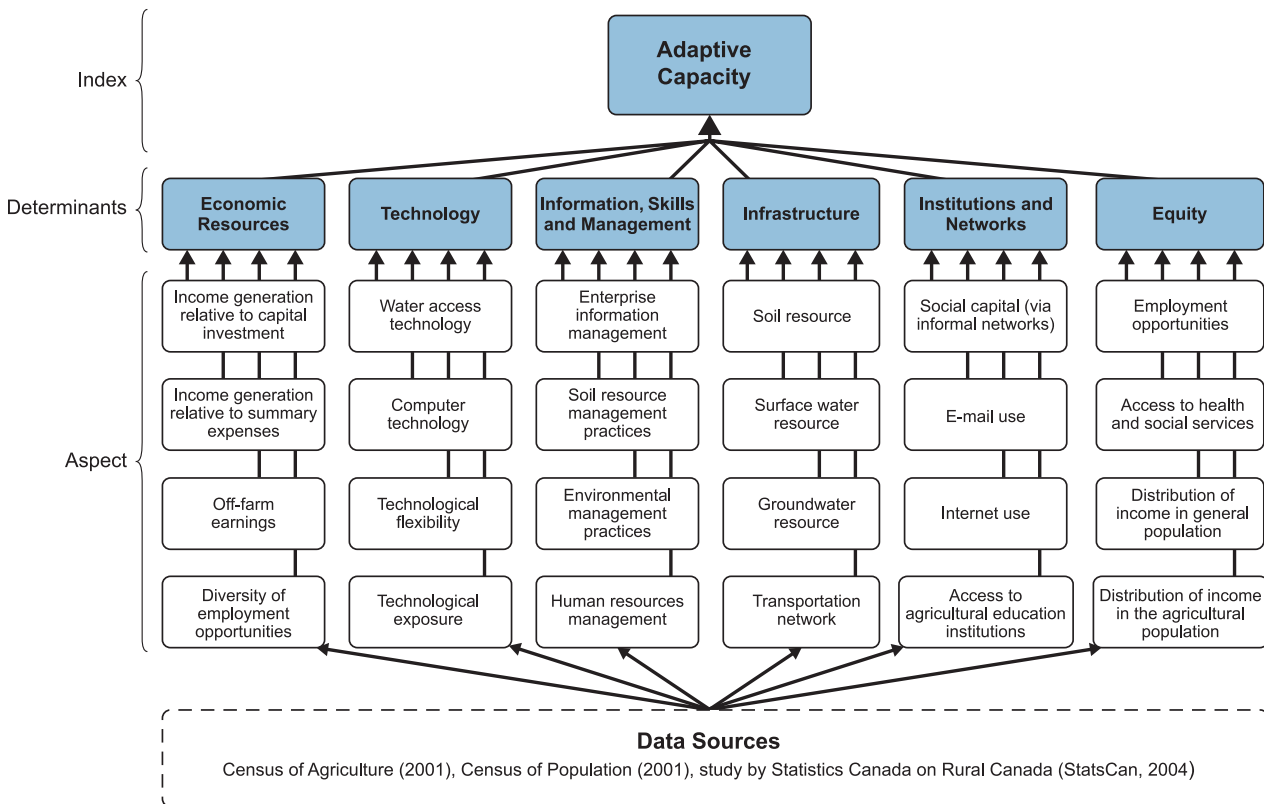 Index
Adaptive
Capacity
Determinants
Economic
Resources
Technology
Information, Skills
and Management
Infrastructure
Institutions and
Networks
Equity
Aspect
Income generation
relative to capital
investment
Water access
technology
Enterprise
information
management
Soil resource
Social capital (via
informal networks)
Employment
opportunities
Income generation
relative to summary
expenses
Computer
technology
Soil resource
management
practices
Surface water
resource
E-mail use
Access to health
and social services
Off-farm
earnings
Technological
flexibility
Environmental
management
practices
Groundwater
resource
Internet use
Distribution of
income in general
population
Diversity of
employment
opportunities
Technological
exposure
Human resources
management
Transportation
network
Access to
agricultural education
institutions
Distribution of income
in the agricultural
population
Data Sources
Census of Agriculture (2001), Census of Population (2001), study by Statistics Canada on Rural Canada (StatsCan, 2004)